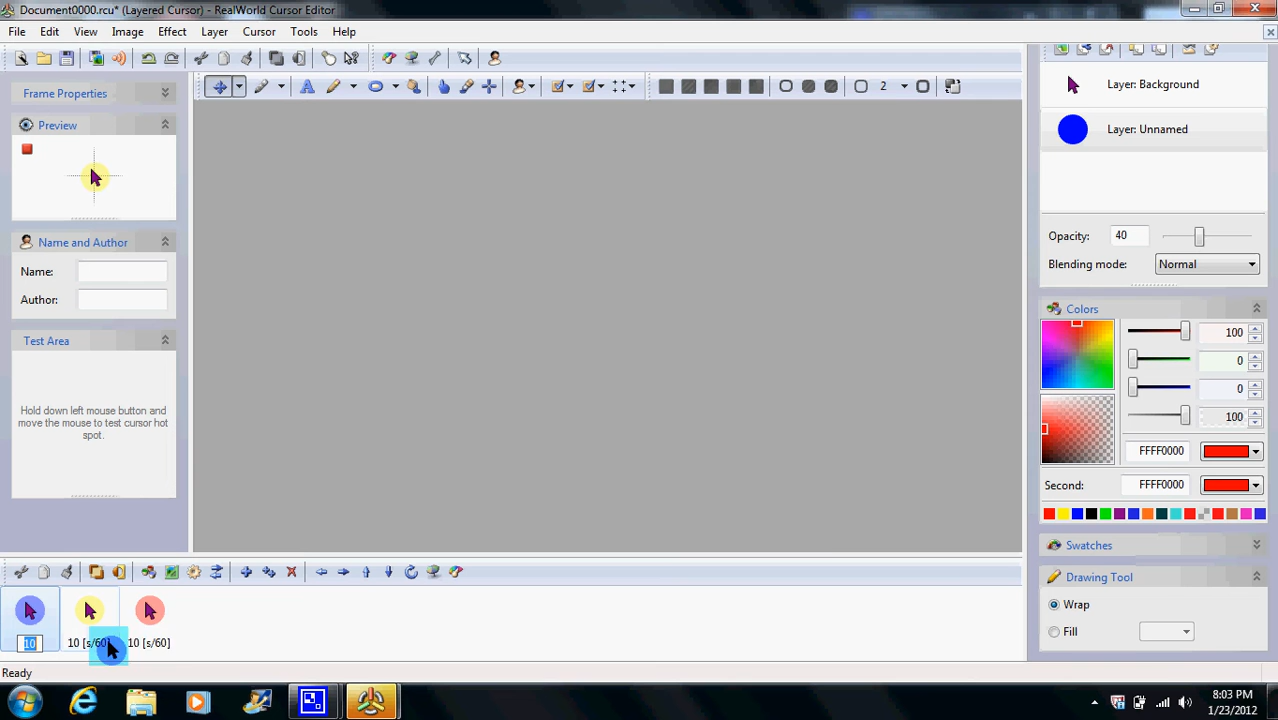 Document0000.rcu* (Layered Cursor) - RealWorld Cursor Editor
File Edit View Image Effect Layer Cursor Tools Help
Frame Properties
Preview
Name and Author
Name:
Author:
Test Area
Hold down left mouse button and
move the mouse to test cursor hot
spot.
2
Layer: Background
Layer: Unnamed
Opacity: 40
Blending mode: Normal
Colors
100
0
0
100
FFFF0000
Second: FFFF0000
Swatches
Drawing Tool
Wrap
Fill
10 10 [s/60] 10 [s/60]
Ready
8:03 PM
1/23/2012